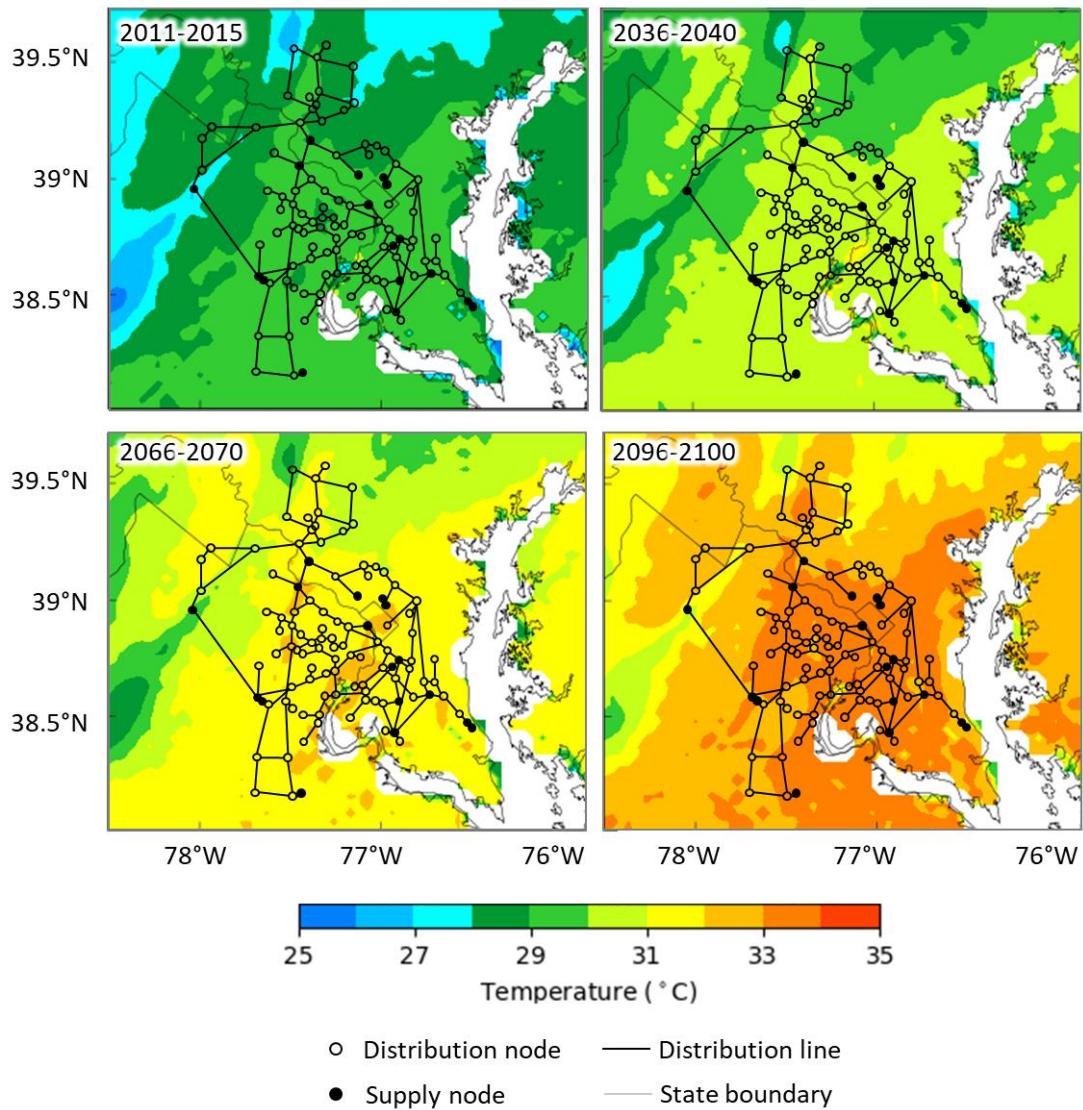 2011-2015 2036-2040
39.5°N
39°N
38.5°N
2066-2070 2096-2100
39.5°N
39°N
38.5°N
78°W 77°W 76°W 78°W 77°W 76°W
25 27 29 31 33 35
Temperature (°C)
Distribution node Distribution line
Supply node State boundary